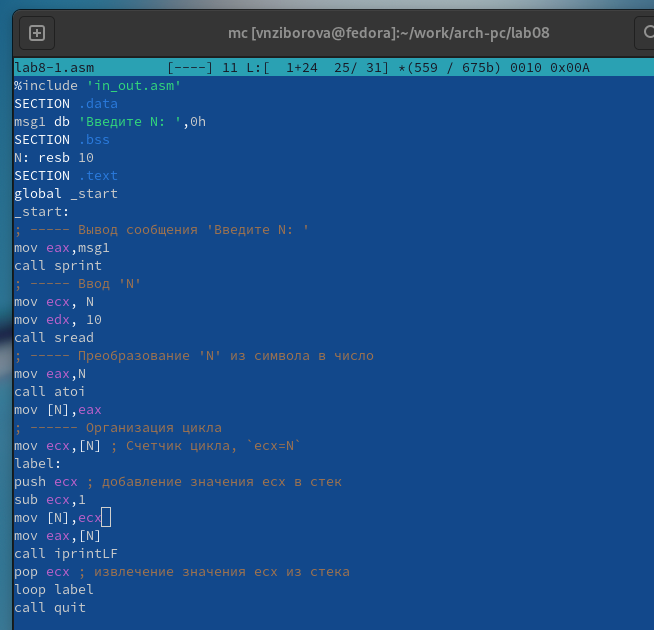 mc [vnziborova@fedora]:~/work/arch-pc/lab08
lab8-1.asm [----] 11 L:[ 1+24 25/ 31] *(559 / 675b) 0010 0x00A
%include 'in_out.asm'
SECTION .data
msg1 db 'Введите N: ',0h
SECTION .bss
N: resb 10
SECTION .text
global _start
_start:
; ----- Вывод сообщения 'Введите N: '
mov eax,msg1
call sprint
; ----- Ввод 'N'
mov ecx, N
mov edx, 10
call sread
; ----- Преобразование 'N' из символа в число
mov eax,N
call atoi
mov [N],eax
; ------ Организация цикла
mov ecx,[N] ; Счетчик цикла, `ecx=N`
label:
push ecx ; добавление значения ecx в стек
sub ecx,1
mov [N],ecx
mov eax,[N]
call iprintLF
pop ecx ; извлечение значения ecx из стека
loop label
call quit